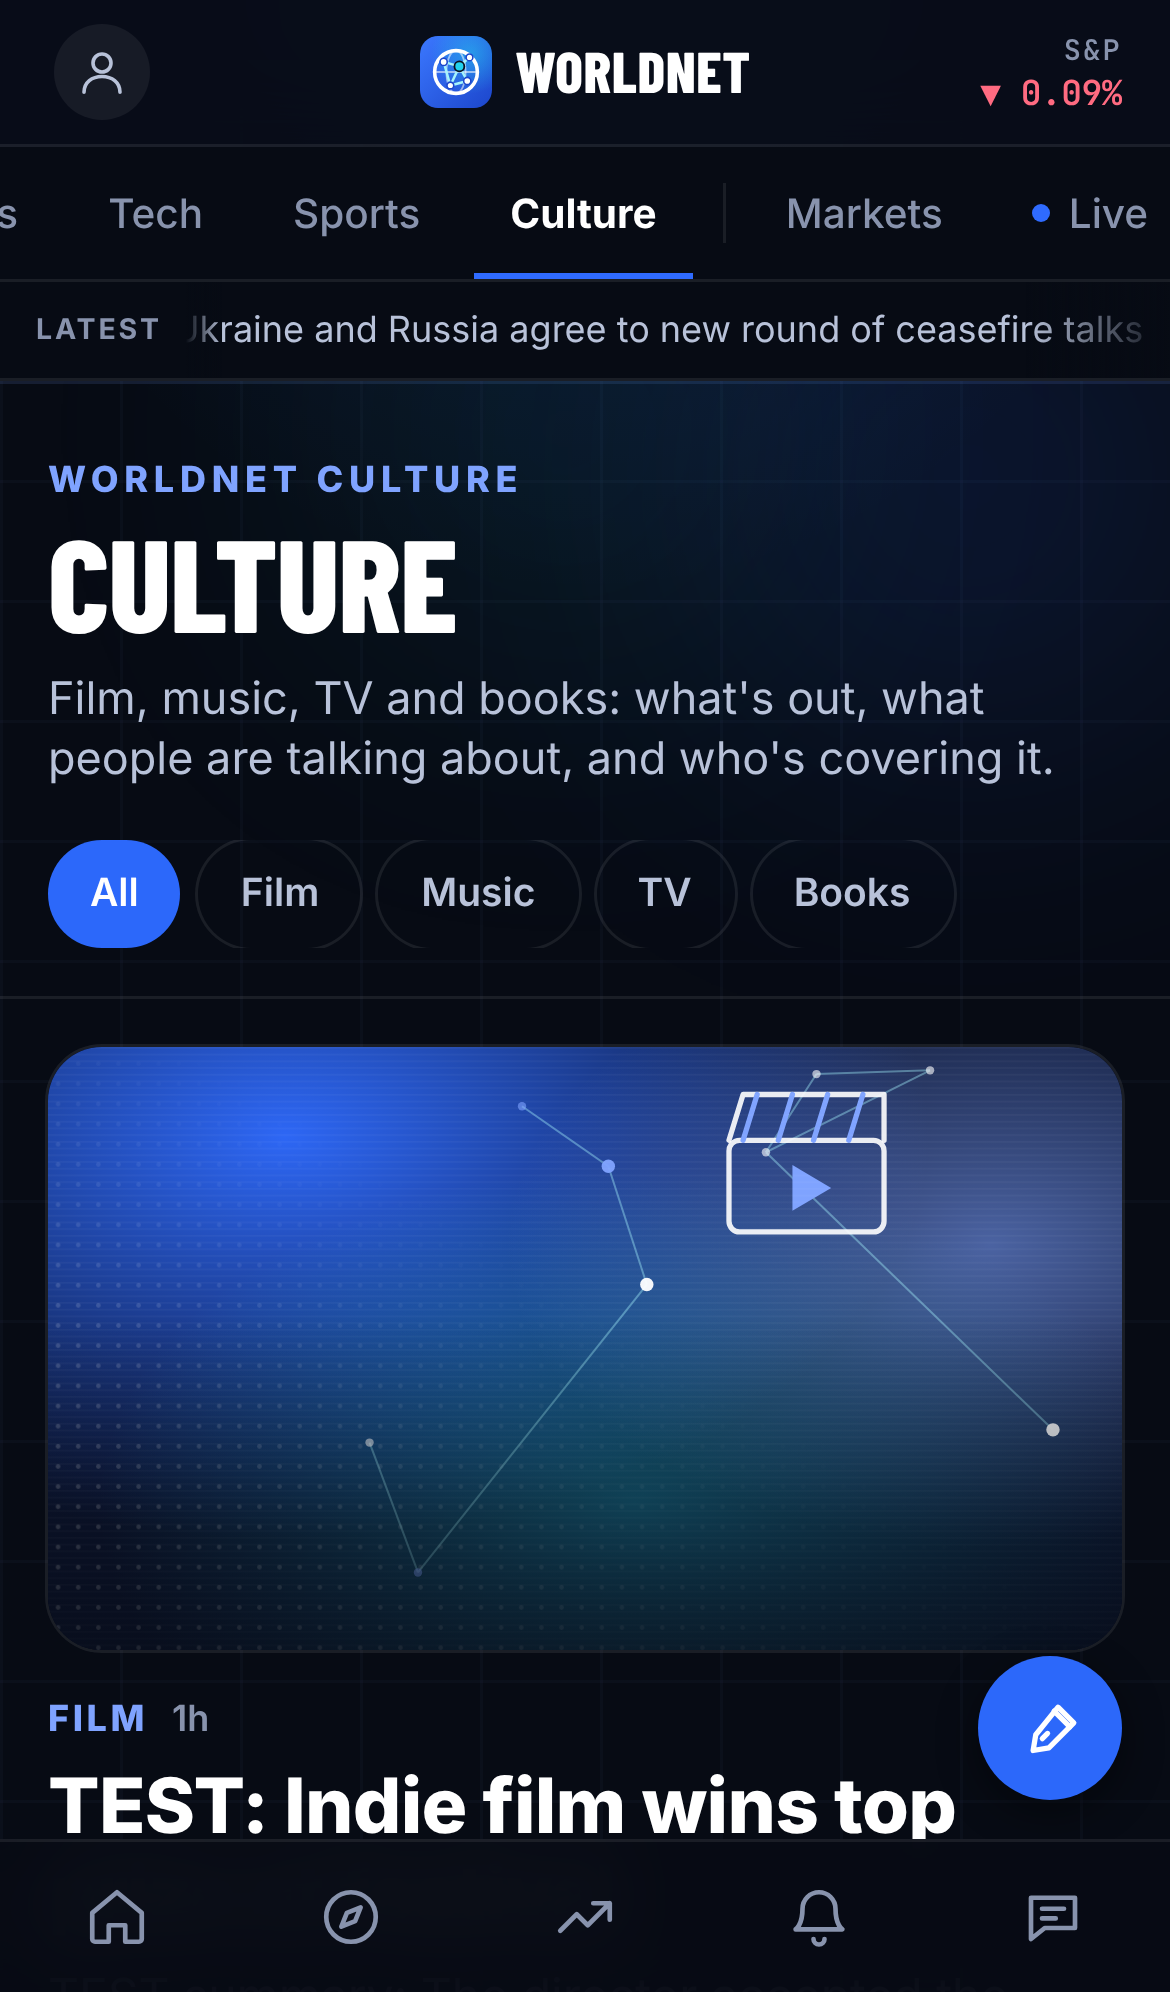 WORLDNET
S&P
▼ 0.09%
s Tech Sports Culture Markets Live
LATEST kraine and Russia agree to new round of ceasefire talks
WORLDNET CULTURE
CULTURE
Film, music, TV and books: what's out, what
people are talking about, and who's covering it.
All Film Music TV Books
FILM 1h
TEST: Indie film wins top